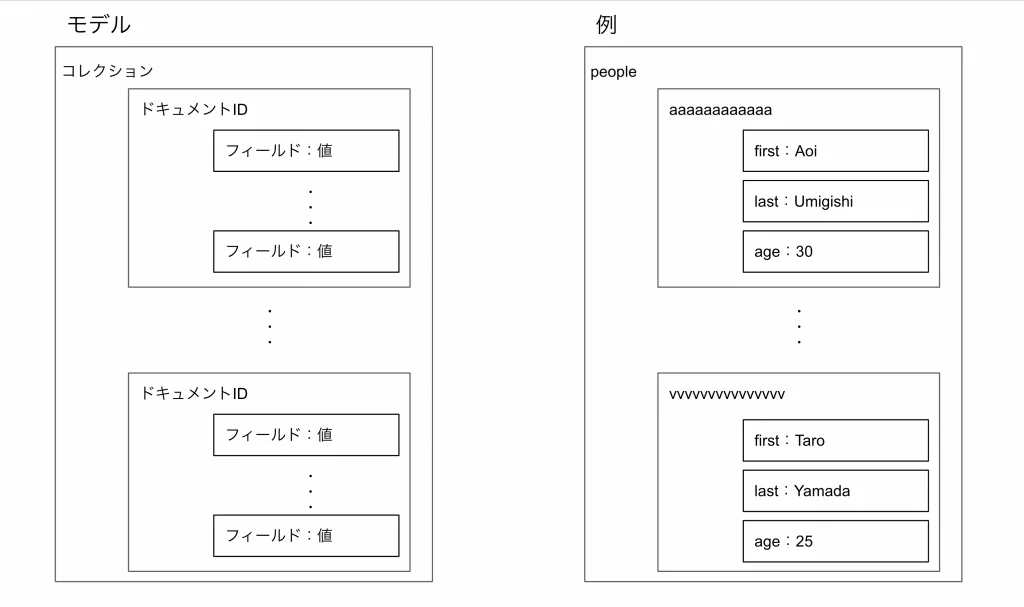 モデル
コレクション
ドキュメントID
フィールド：値
フィールド：値
ドキュメントID
フィールド：値
フィールド：値
例
people
aaaaaaaaaaaa
first：Aoi
last：Umigishi
age：30
vvvvvvvvvvvvvvv
first：Taro
last：Yamada
age：25